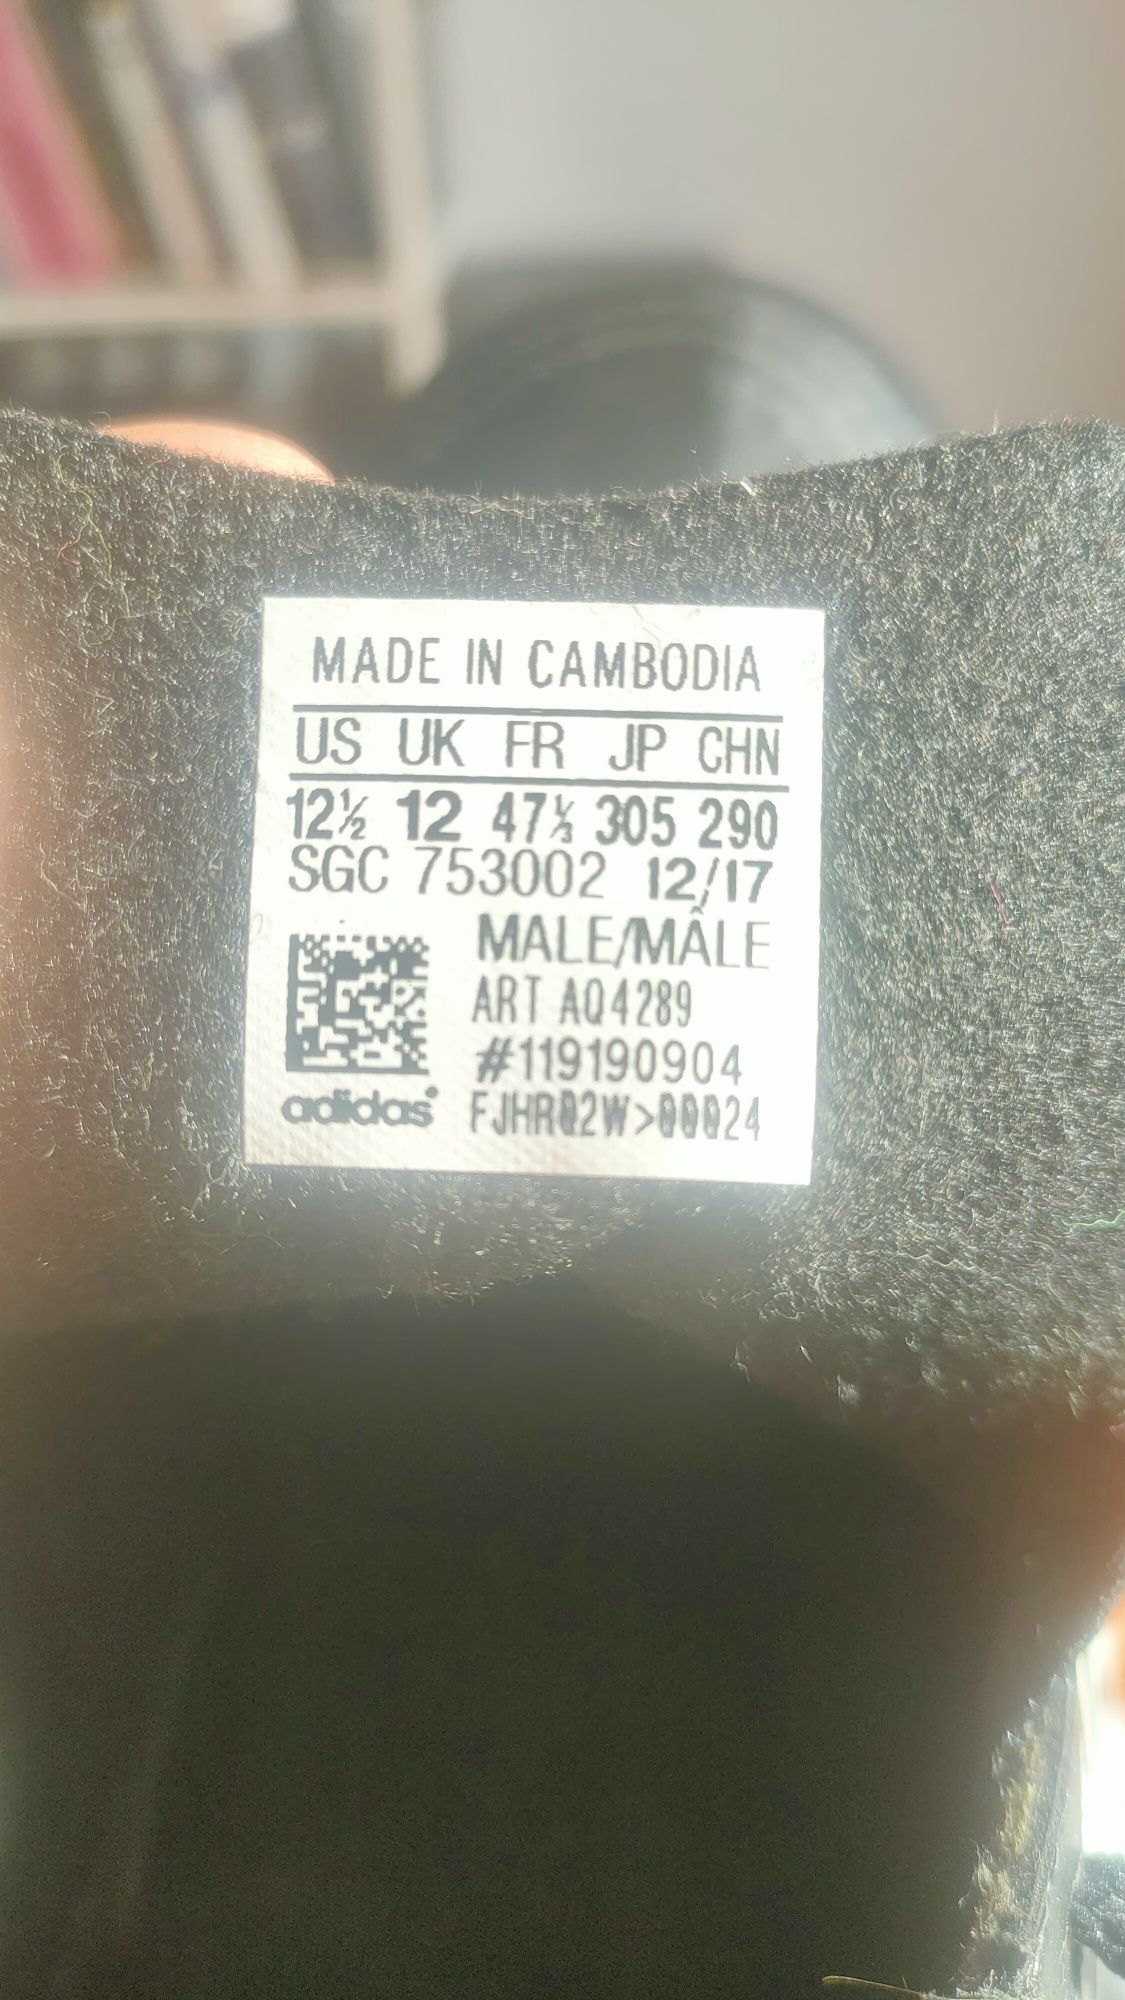 MADE IN CAMBODIA
US UK FR JP CHN
12½ 12 47⅓ 305 290
SGC 753002 12/17
MALE/MÂLE
ART AQ4289
#119190904
adidas® FJHR02W>00024